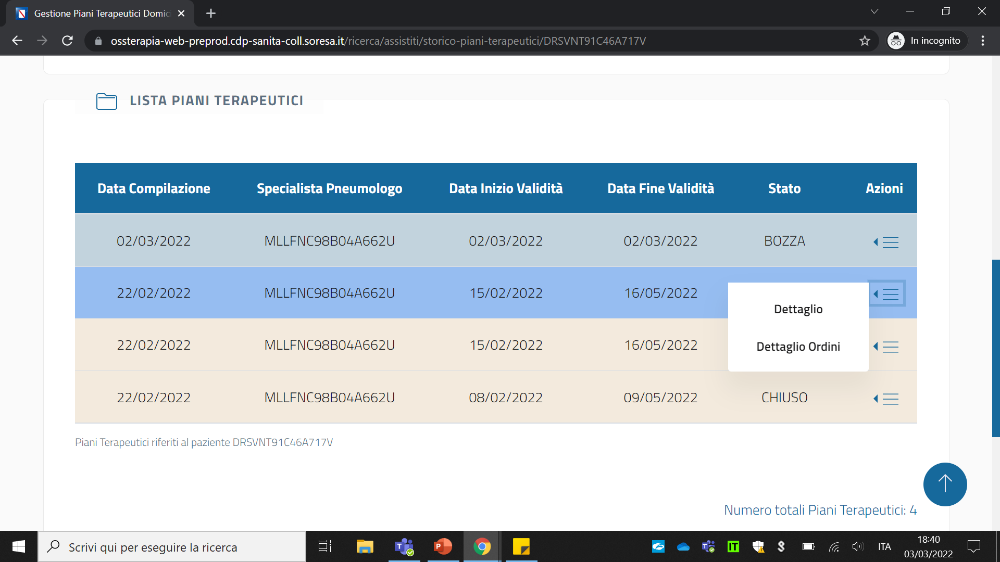 Gestione Piani Terapeutici Domic
ossterapia-web-preprod.cdp-sanita-coll.soresa.it/ricerca/assistiti/storico-piani-terapeutici/DRSVNT91C46A717V
In incognito
LISTA PIANI TERAPEUTICI
Data Compilazione Specialista Pneumologo Data Inizio Validità Data Fine Validità Stato Azioni
02/03/2022 MLLFNC98B04A662U 02/03/2022 02/03/2022 BOZZA
22/02/2022 MLLFNC98B04A662U 15/02/2022 16/05/2022
Dettaglio
22/02/2022 MLLFNC98B04A662U 15/02/2022 16/05/2022
Dettaglio Ordini
22/02/2022 MLLFNC98B04A662U 08/02/2022 09/05/2022 CHIUSO
Piani Terapeutici riferiti al paziente DRSVNT91C46A717V
Numero totali Piani Terapeutici: 4
Scrivi qui per eseguire la ricerca
T
P
T
IT
ITA
18:40
03/03/2022